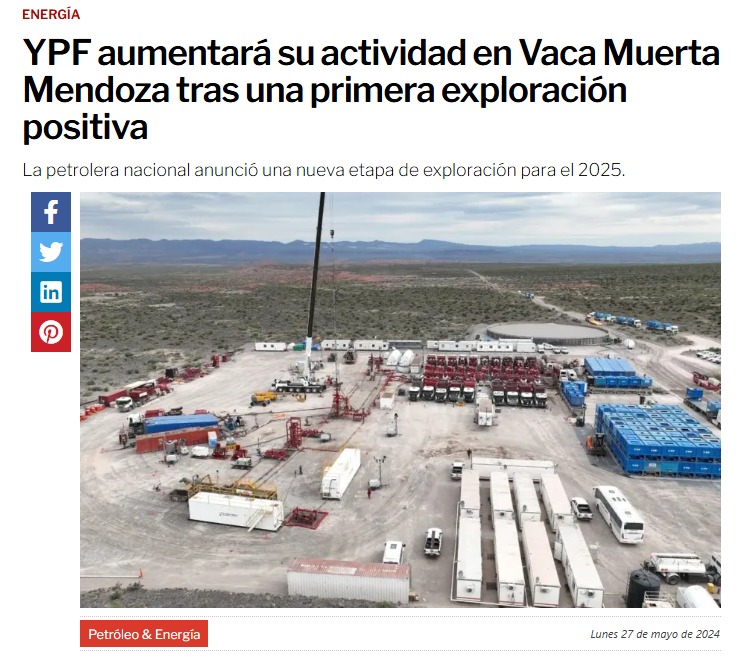 ENERGÍA
YPF aumentará su actividad en Vaca Muerta
Mendoza tras una primera exploración
positiva
La petrolera nacional anunció una nueva etapa de exploración para el 2025.
Petróleo & Energía
Lunes 27 de mayo de 2024